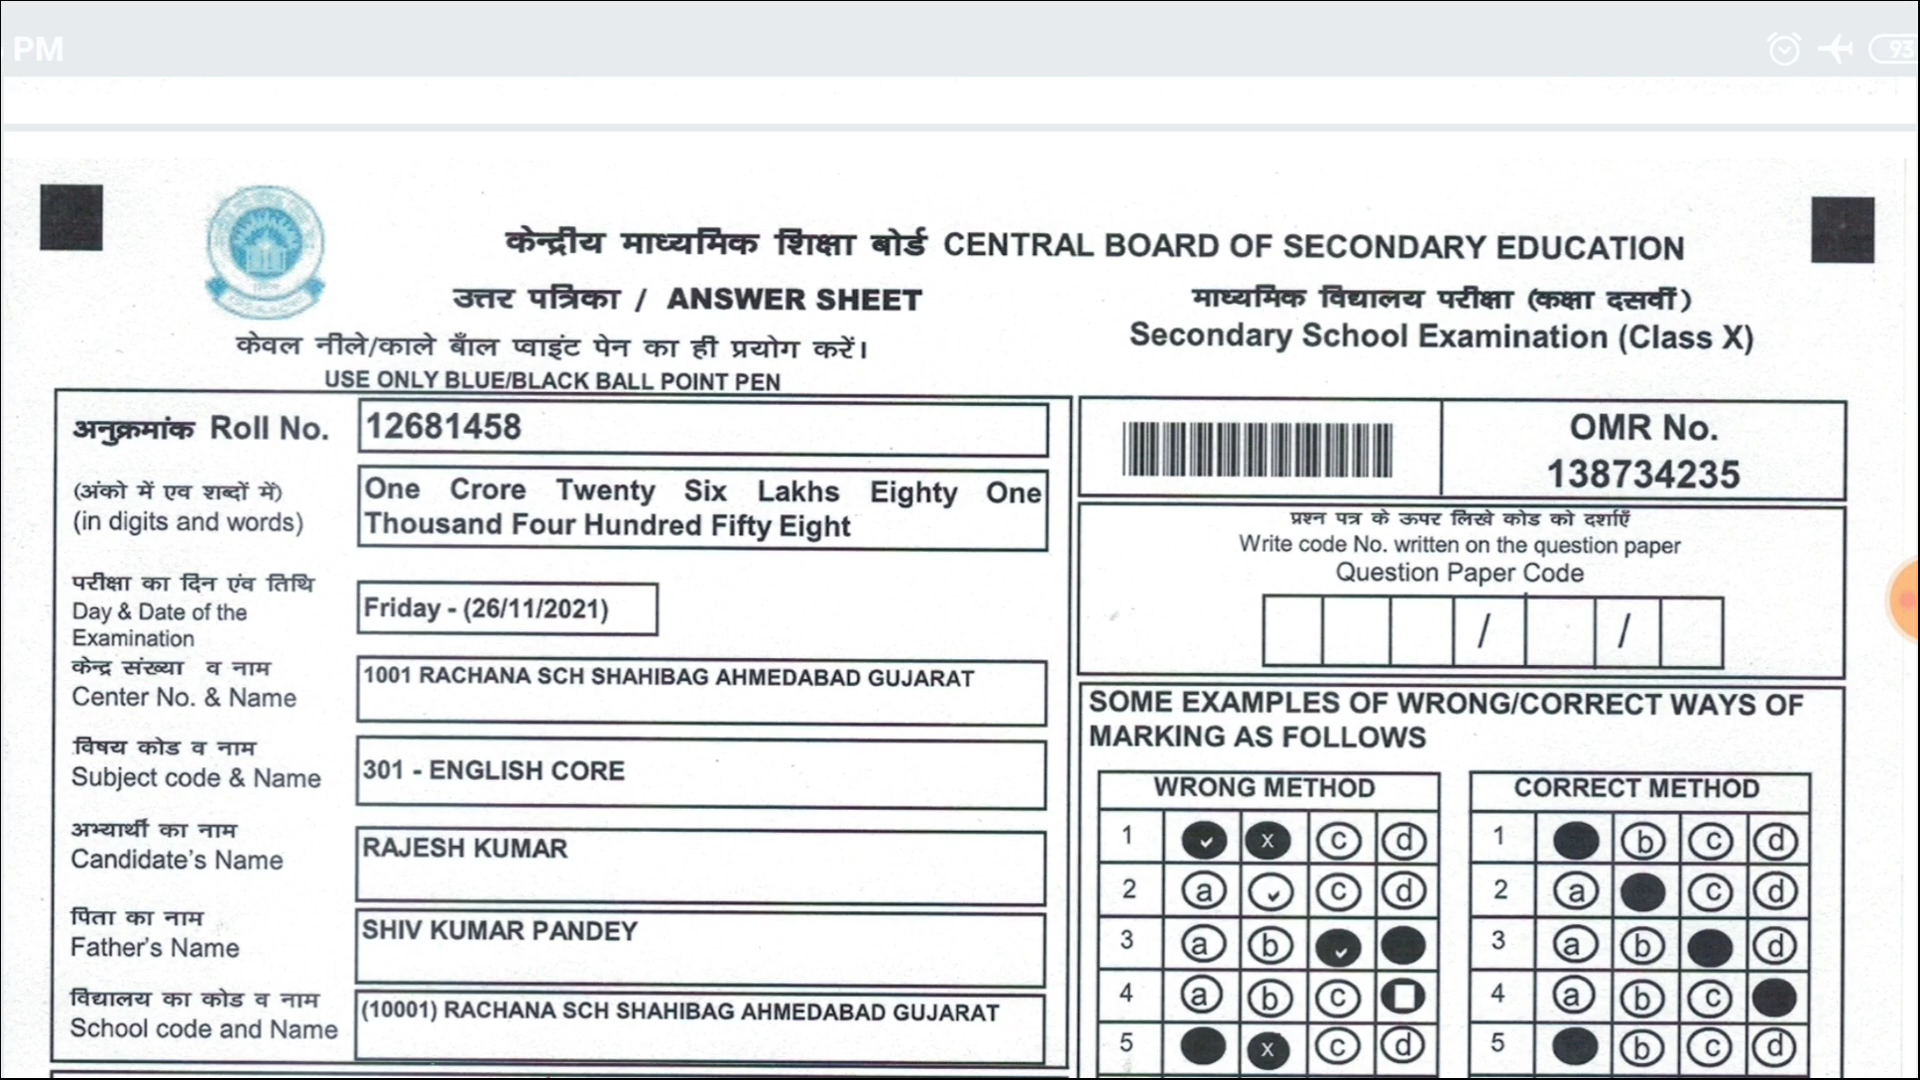 PM
93
केन्द्रीय माध्यमिक शिक्षा बोर्ड CENTRAL BOARD OF SECONDARY EDUCATION
उत्तर पत्रिका / ANSWER SHEET
माध्यमिक विद्यालय परीक्षा (कक्षा दसवीं)
Secondary School Examination (Class X)
केवल नीले/काले बॉल प्वाइंट पेन का ही प्रयोग करें।
USE ONLY BLUE/BLACK BALL POINT PEN
अनुक्रमांक Roll No. 12681458
(अंको में एव शब्दों में)
(in digits and words)
One Crore Twenty Six Lakhs Eighty One
Thousand Four Hundred Fifty Eight
परीक्षा का दिन एंव तिथि
Day & Date of the
Examination
Friday - (26/11/2021)
केन्द्र संख्या व नाम
Center No. & Name
1001 RACHANA SCH SHAHIBAG AHMEDABAD GUJARAT
विषय कोड व नाम
Subject code & Name
301 - ENGLISH CORE
अभ्यार्थी का नाम
Candidate's Name
RAJESH KUMAR
पिता का नाम
Father's Name
SHIV KUMAR PANDEY
विद्यालय का कोड व नाम
School code and Name
(10001) RACHANA SCH SHAHIBAG AHMEDABAD GUJARAT
OMR No.
138734235
प्रश्न पत्र के ऊपर लिखे कोड को दर्शाएँ
Write code No. written on the question paper
Question Paper Code
/ /
SOME EXAMPLES OF WRONG/CORRECT WAYS OF
MARKING AS FOLLOWS
WRONG METHOD
1 x c d
2 a c d
3 a b
4 a b c
5 x c d
CORRECT METHOD
1 b c d
2 a c d
3 a b d
4 a b c
5 b c d